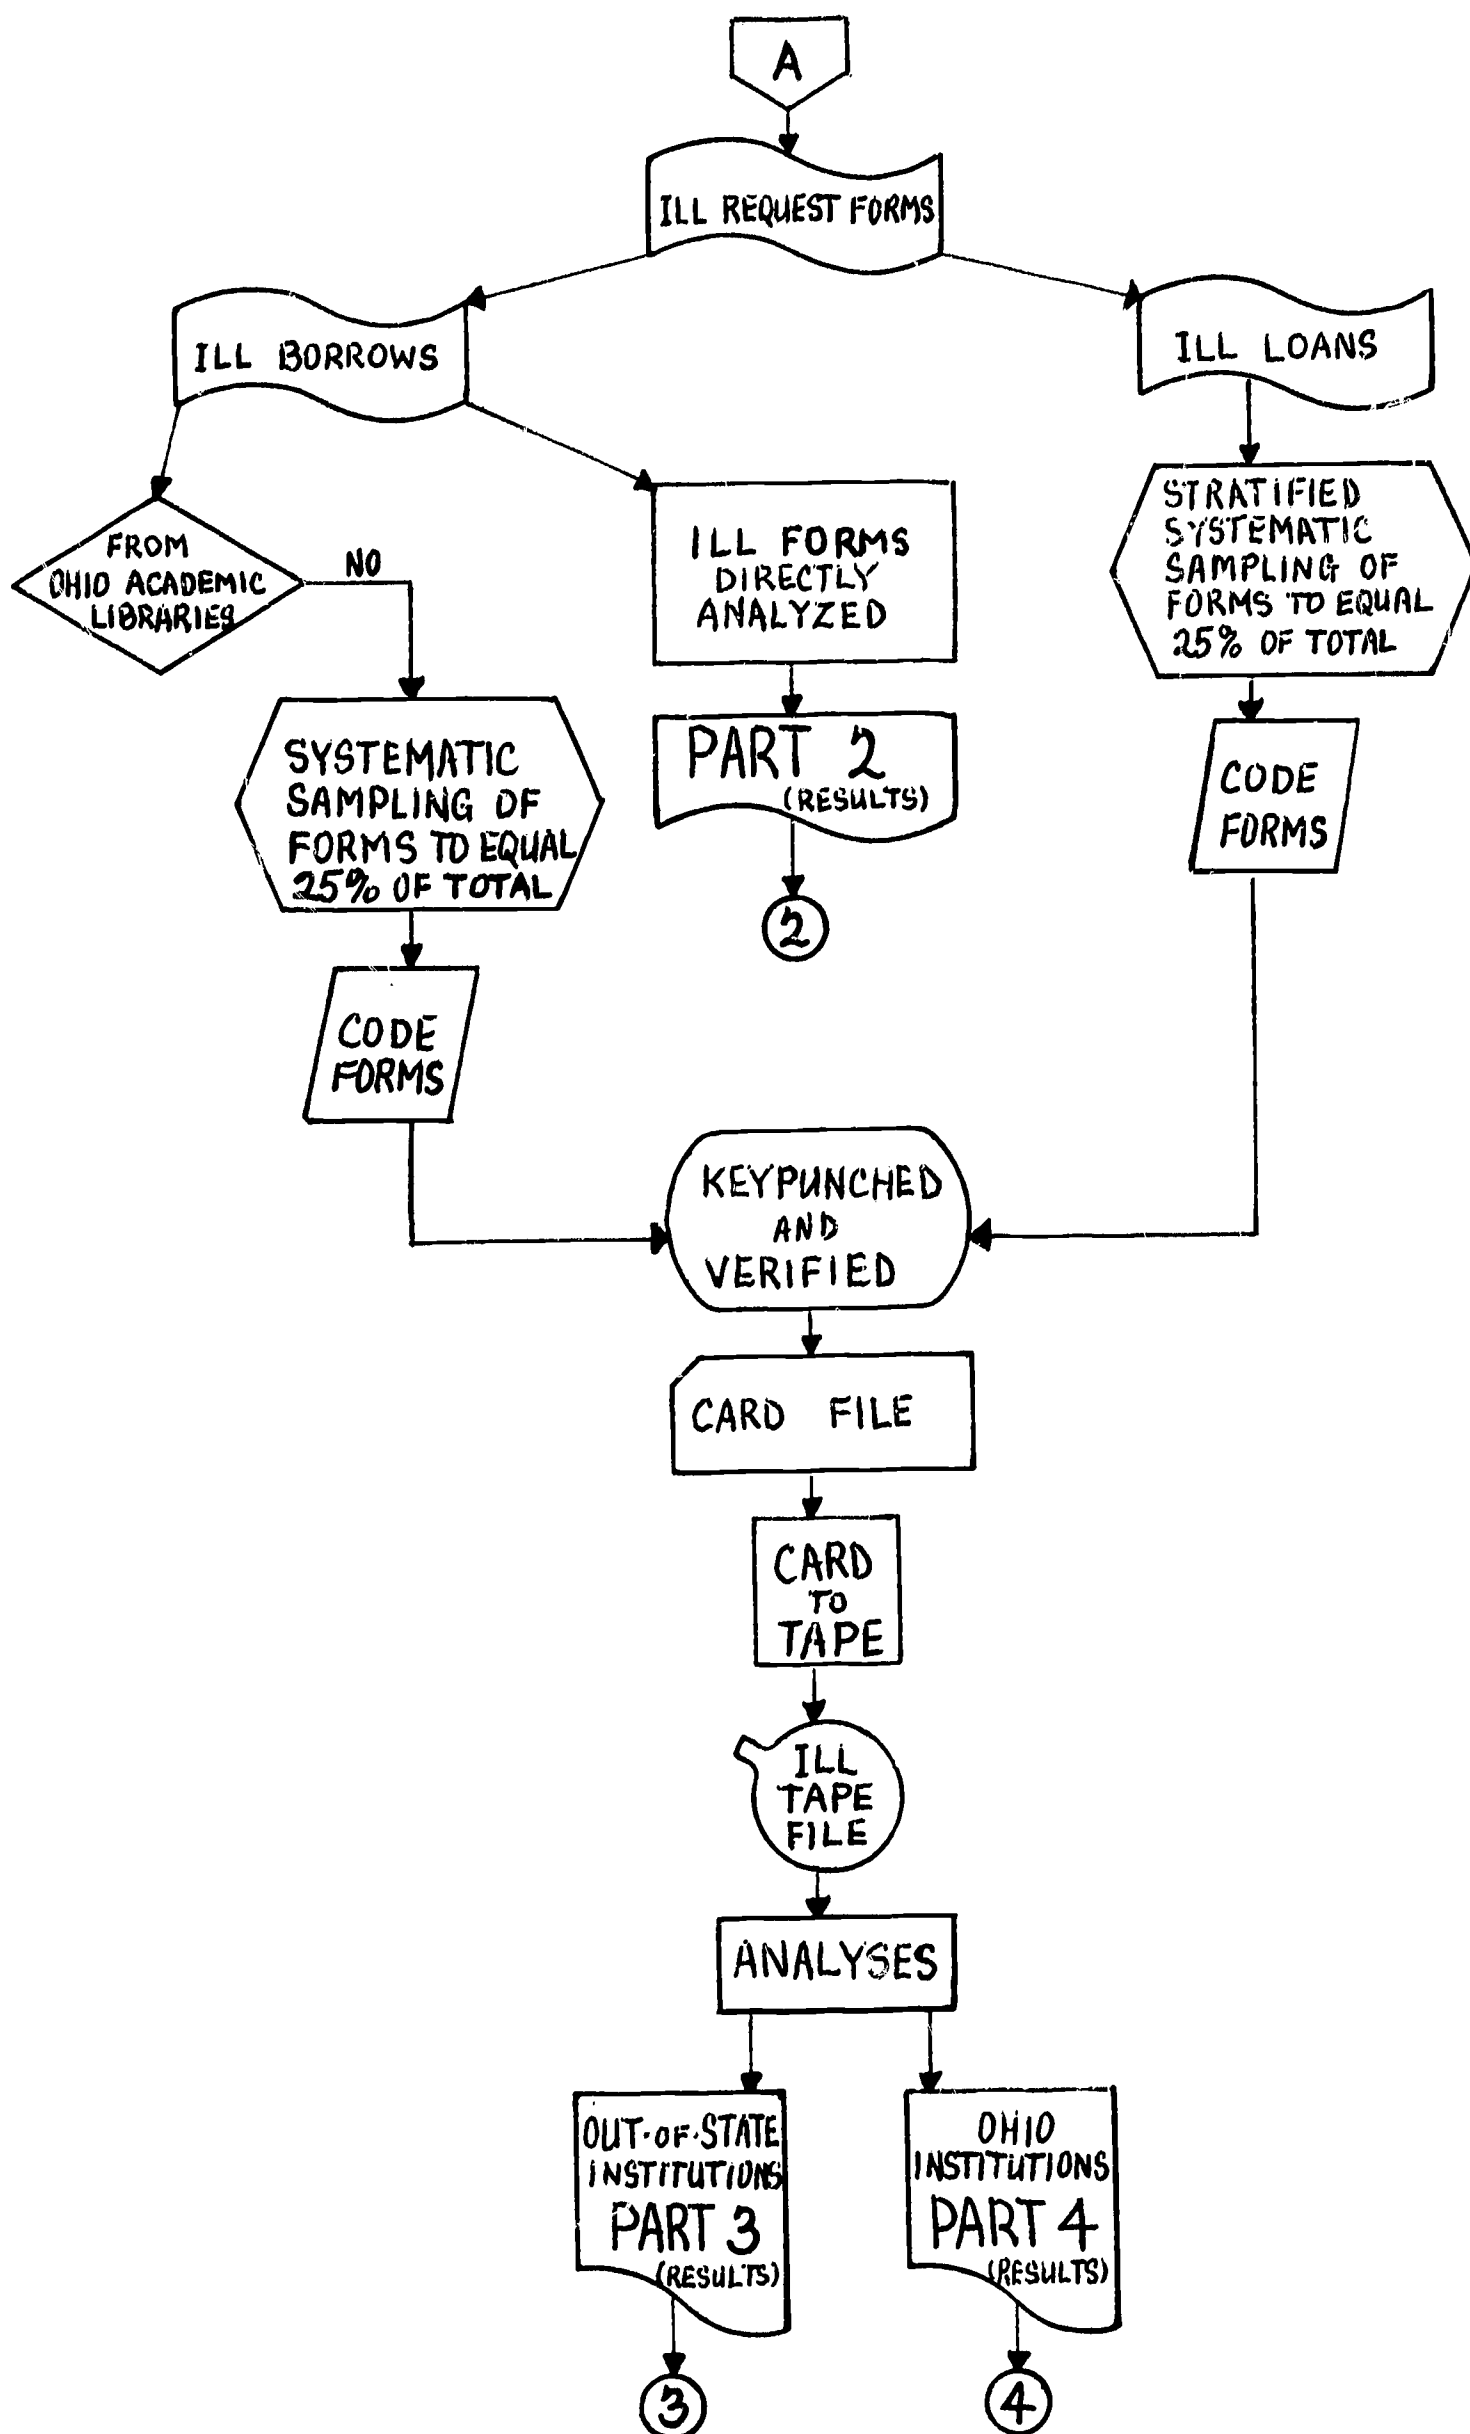 A
ILL REQUEST FORMS
ILL BORROWS
ILL LOANS
FROM
OHIO ACADEMIC
LIBRARIES
NO
ILL FORMS
DIRECTLY
ANALYZED
STRATIFIED
SYSTEMATIC
SAMPLING OF
FORMS TO EQUAL
25% OF TOTAL
SYSTEMATIC
SAMPLING OF
FORMS TO EQUAL
25% OF TOTAL
PART 2
(RESULTS)
2
CODE
FORMS
CODE
FORMS
KEYPUNCHED
AND
VERIFIED
CARD FILE
CARD
TO
TAPE
ILL
TAPE
FILE
ANALYSES
OUT-OF-STATE
INSTITUTIONS
PART 3
(RESULTS)
OHIO
INSTITUTIONS
PART 4
(RESULTS)
3
4